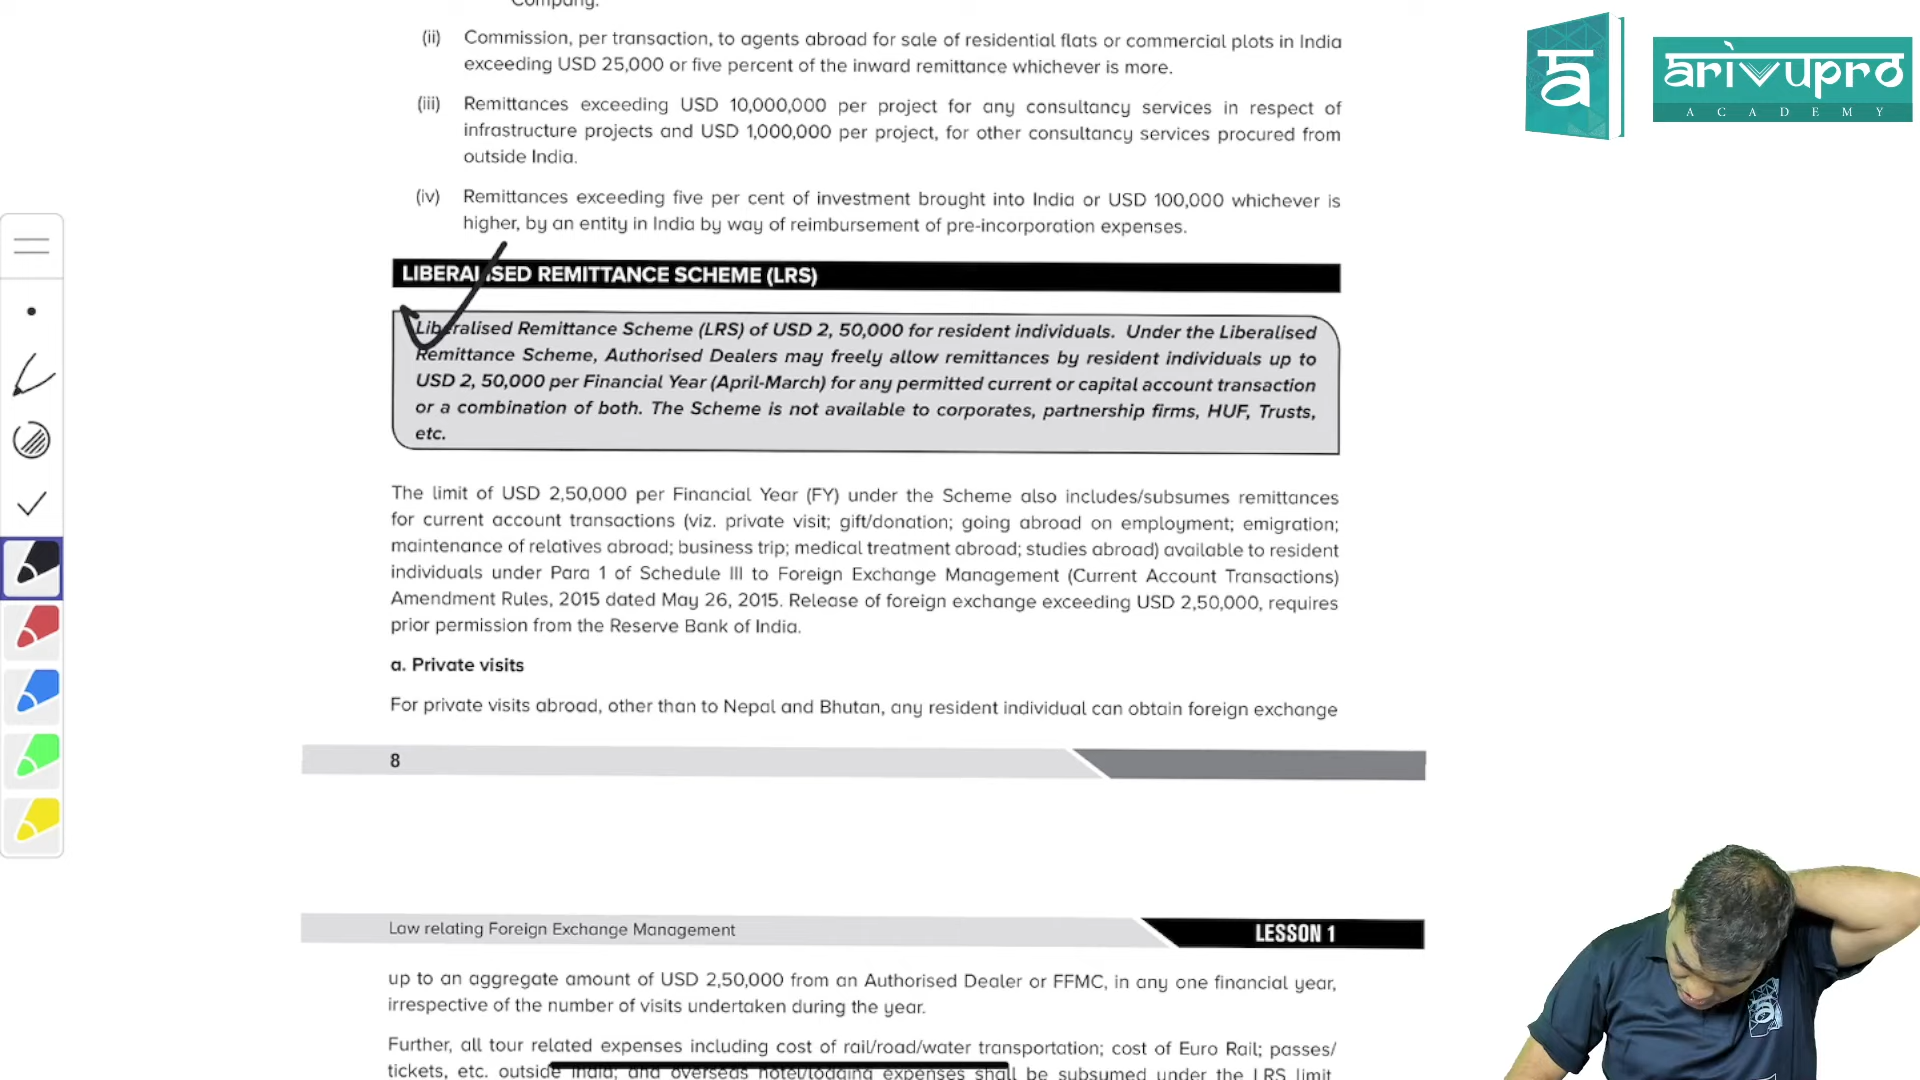 Company.
(ii) Commission, per transaction, to agents abroad for sale of residential flats or commercial plots in India
exceeding USD 25,000 or five percent of the inward remittance whichever is more.
(iii) Remittances exceeding USD 10,000,000 per project for any consultancy services in respect of
infrastructure projects and USD 1,000,000 per project, for other consultancy services procured from
outside India.
(iv) Remittances exceeding five per cent of investment brought into India or USD 100,000 whichever is
higher, by an entity in India by way of reimbursement of pre-incorporation expenses.
LIBERALISED REMITTANCE SCHEME (LRS)
Liberalised Remittance Scheme (LRS) of USD 2, 50,000 for resident individuals. Under the Liberalised
Remittance Scheme, Authorised Dealers may freely allow remittances by resident individuals up to
USD 2, 50,000 per Financial Year (April-March) for any permitted current or capital account transaction
or a combination of both. The Scheme is not available to corporates, partnership firms, HUF, Trusts,
etc.
The limit of USD 2,50,000 per Financial Year (FY) under the Scheme also includes/subsumes remittances
for current account transactions (viz. private visit; gift/donation; going abroad on employment; emigration;
maintenance of relatives abroad; business trip; medical treatment abroad; studies abroad) available to resident
individuals under Para 1 of Schedule III to Foreign Exchange Management (Current Account Transactions)
Amendment Rules, 2015 dated May 26, 2015. Release of foreign exchange exceeding USD 2,50,000, requires
prior permission from the Reserve Bank of India.
a. Private visits
For private visits abroad, other than to Nepal and Bhutan, any resident individual can obtain foreign exchange
8
Law relating Foreign Exchange Management
LESSON 1
up to an aggregate amount of USD 2,50,000 from an Authorised Dealer or FFMC, in any one financial year,
irrespective of the number of visits undertaken during the year.
Further, all tour related expenses including cost of rail/road/water transportation; cost of Euro Rail; passes/
tickets, etc. outside India; and overseas hotel/lodging expenses shall be subsumed under the LRS limit.
ā
arivupro
ACADEMY